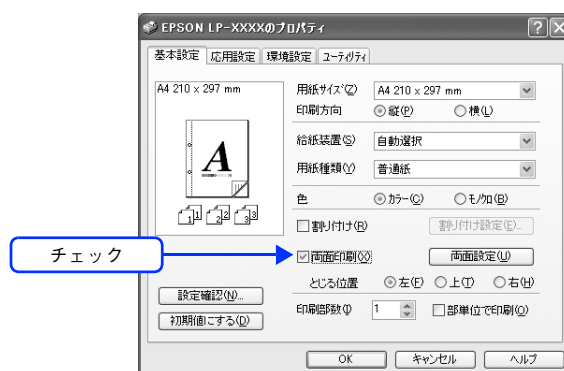 EPSON LP-XXXXのプロパティ
基本設定 応用設定 環境設定 ユーティリティ
A4 210 x 297 mm
用紙サイズ(Z) A4 210 x 297 mm
印刷方向 縦(P) 横(L)
給紙装置(S) 自動選択
用紙種類(Y) 普通紙
色 カラー(C) モノクロ(B)
割り付け(R) 割り付け設定(E)...
チェック
両面印刷(X) 両面設定(U)
とじる位置 左(F) 上(T) 右(H)
設定確認(N)...
印刷部数(I) 1 部単位で印刷(O)
初期値にする(D)
OK キャンセル ヘルプ
A
1 1 2 2 3 3